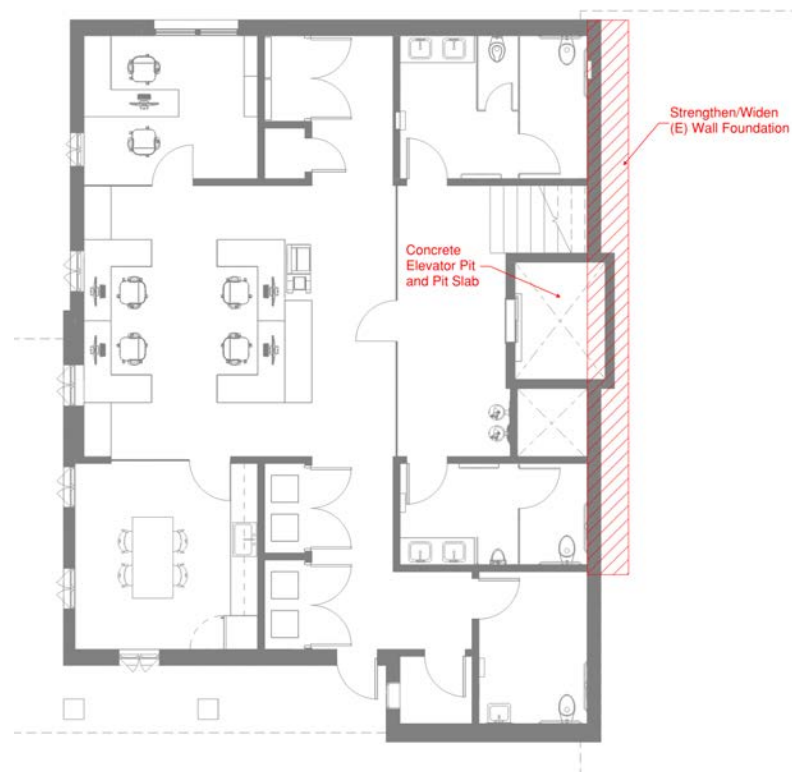 Strengthen/Widen
(E) Wall Foundation
Concrete
Elevator Pit
and Pit Slab